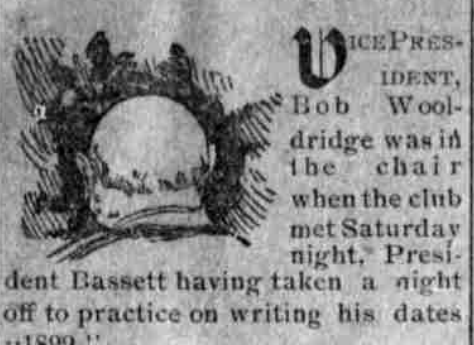 VICE PRES-
IDENT,
Bob Wool-
dridge was in
the chair
when the club
met Saturday
night, Presi-
dent Bassett having taken a night
off to practice on writing his dates
"1899."